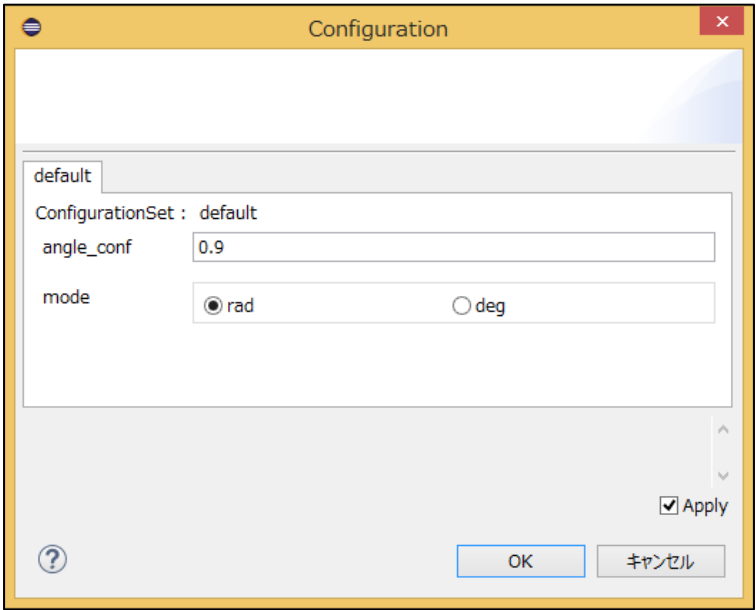 Configuration
default
ConfigurationSet : default
angle_conf 0.9
mode rad deg
Apply
? OK キャンセル